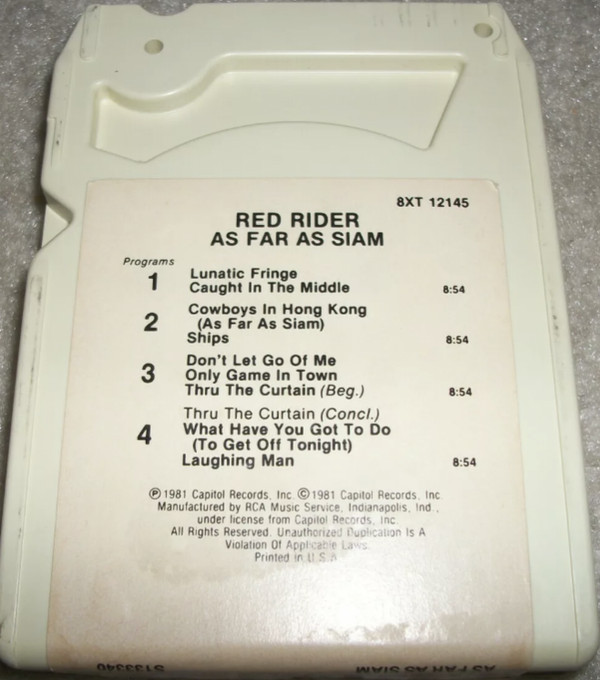 8XT 12145
RED RIDER
AS FAR AS SIAM
Programs
1 Lunatic Fringe
Caught In The Middle 8:54
2 Cowboys In Hong Kong
(As Far As Siam)
Ships 8:54
3 Don't Let Go Of Me
Only Game In Town
Thru The Curtain (Beg.) 8:54
Thru The Curtain (Concl.)
4 What Have You Got To Do
(To Get Off Tonight)
Laughing Man 8:54
℗ 1981 Capitol Records, Inc. © 1981 Capitol Records, Inc.
Manufactured by RCA Music Service, Indianapolis, Ind.,
under license from Capitol Records, Inc.
All Rights Reserved. Unauthorized Duplication Is A
Violation Of Applicable Laws.
Printed in U.S.A.
AS FAR AS SIAM